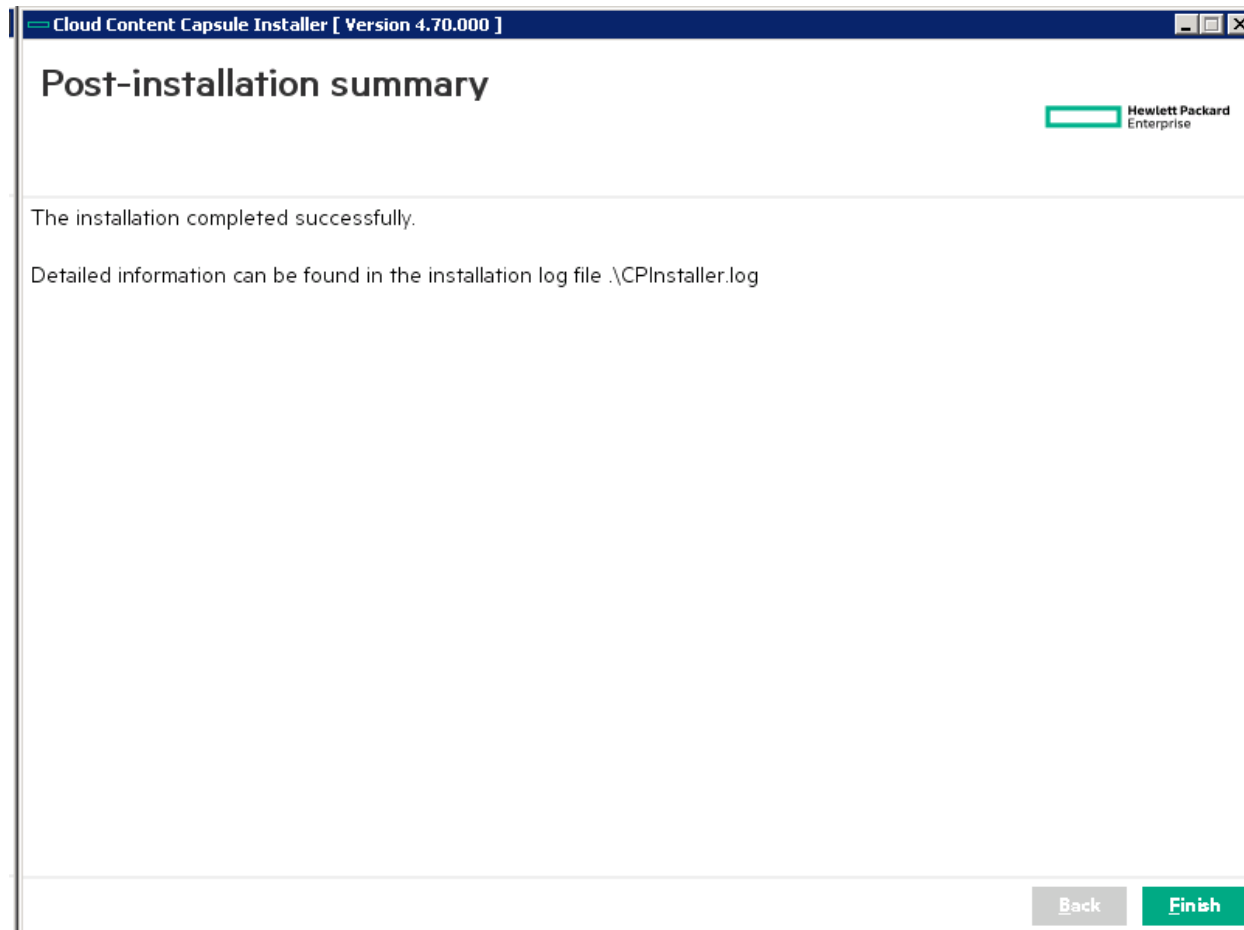 Cloud Content Capsule Installer [ Version 4.70.000 ]
Post-installation summary
Hewlett Packard
Enterprise
The installation completed successfully.
Detailed information can be found in the installation log file .\CPInstaller.log
Back
Finish